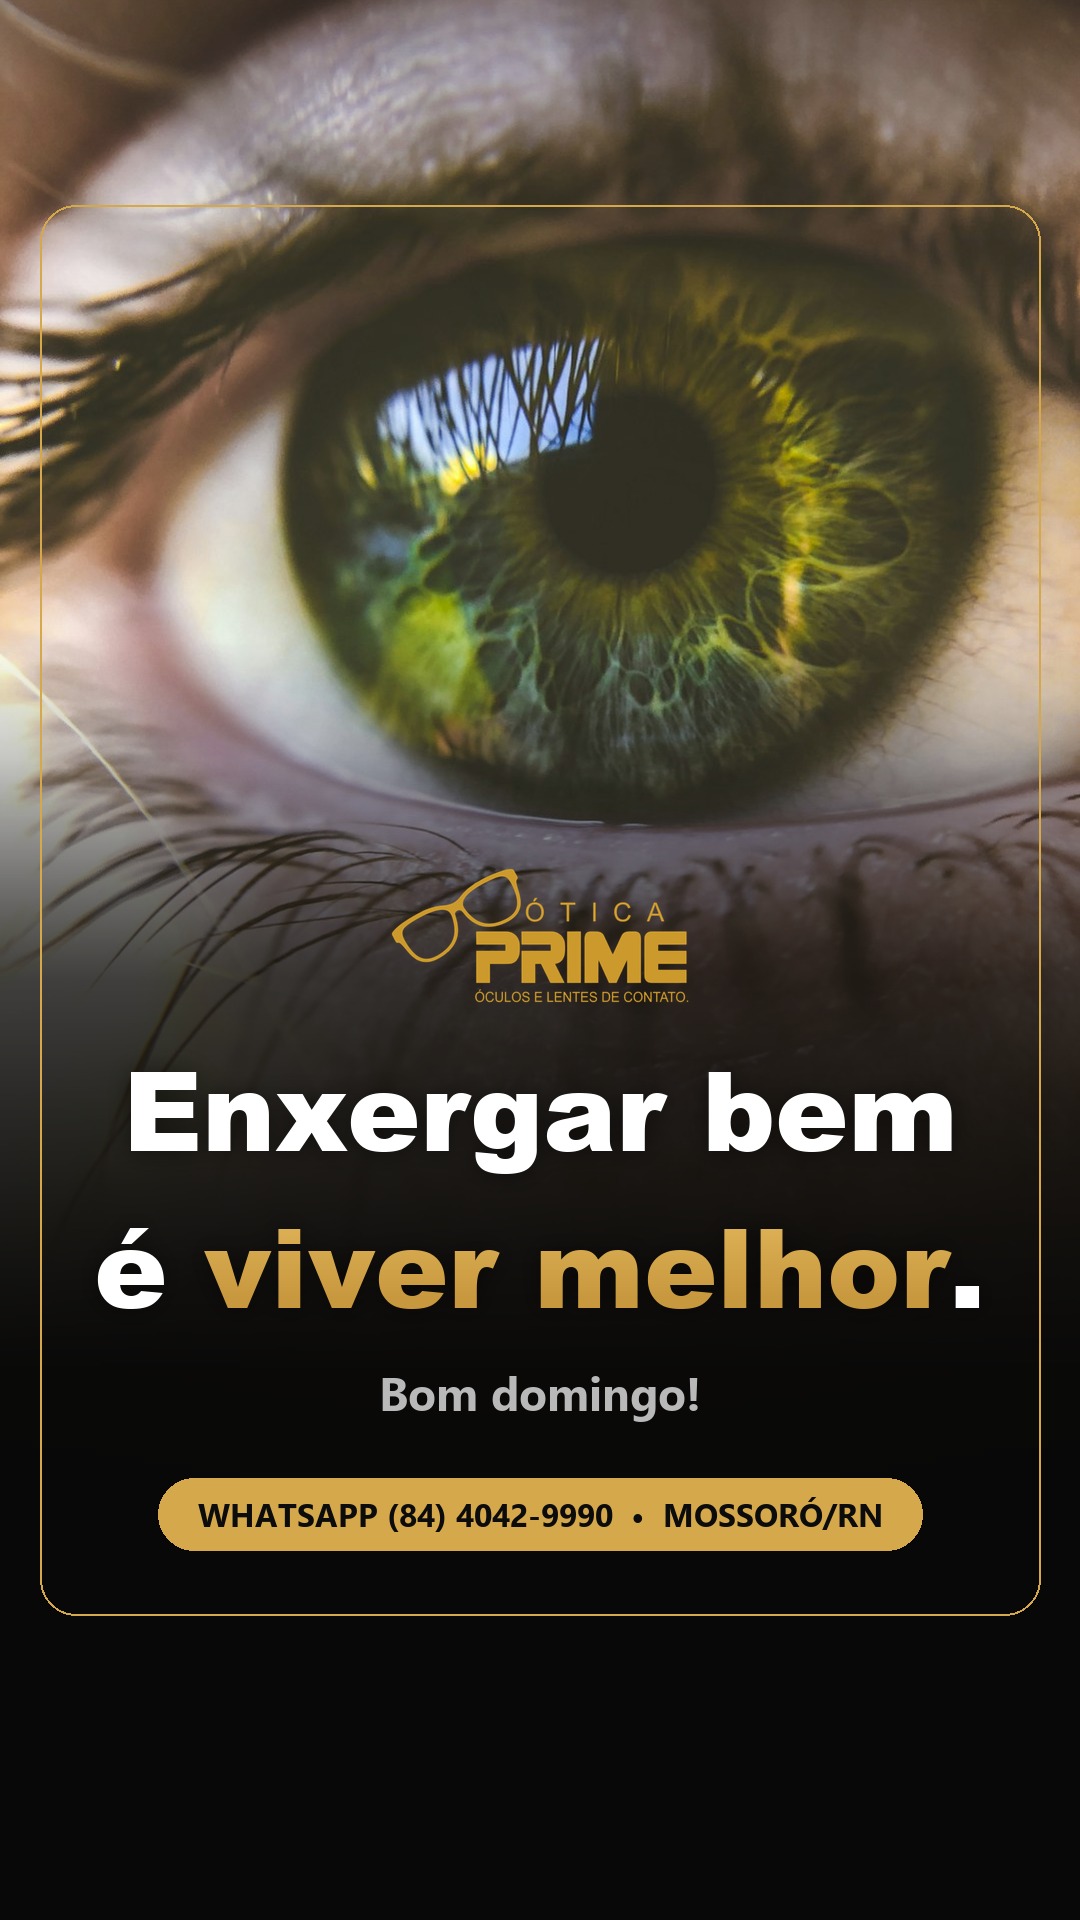 ÓTICA
PRIME
ÓCULOS E LENTES DE CONTATO.
Enxergar bem
é viver melhor.
Bom domingo!
WHATSAPP (84) 4042-9990 • MOSSORÓ/RN